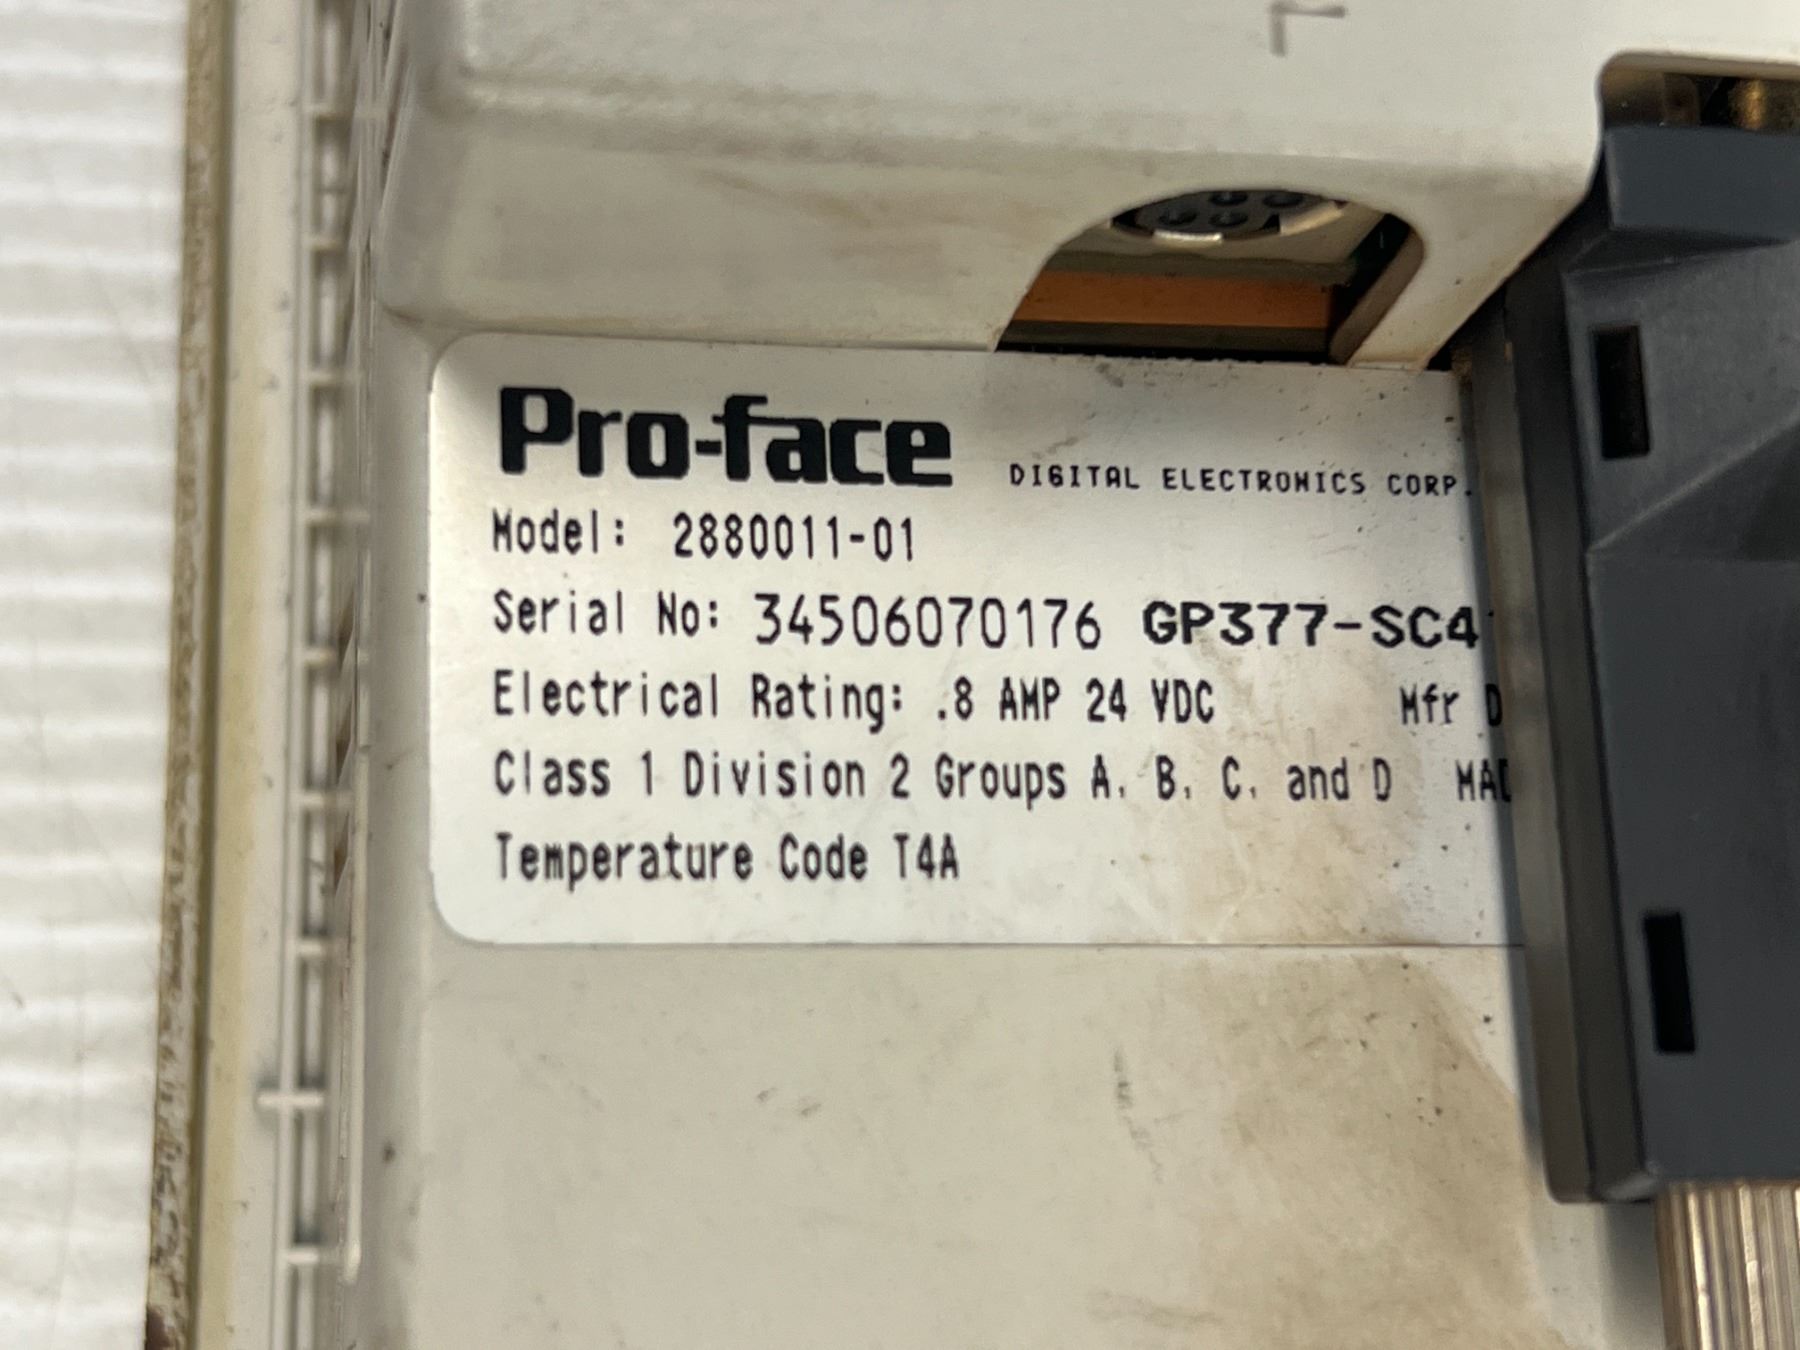 Pro-face DIGITAL ELECTRONICS CORP.
Model: 2880011-01
Serial No: 34506070176 GP377-SC4
Electrical Rating: .8 AMP 24 VDC Mfr
Class 1 Division 2 Groups A, B, C, and D
Temperature Code T4A